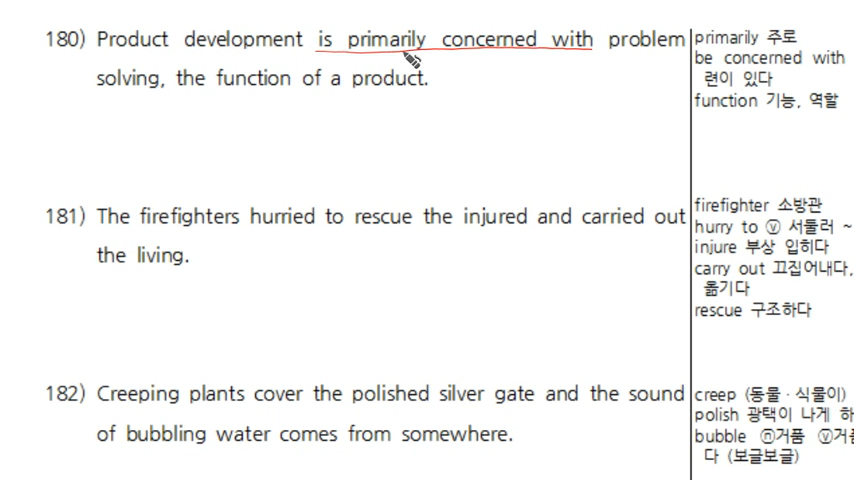 180) Product development is primarily concerned with problem
solving, the function of a product.
primarily 주로
be concerned with
련이 있다
function 기능, 역할
181) The firefighters hurried to rescue the injured and carried out
the living.
firefighter 소방관
hurry to ⓥ 서둘러 ~
injure 부상 입히다
carry out 끄집어내다,
옮기다
rescue 구조하다
182) Creeping plants cover the polished silver gate and the sound
of bubbling water comes from somewhere.
creep (동물·식물이)
polish 광택이 나게 하
bubble ⓝ거품 ⓥ거품
다 (보글보글)